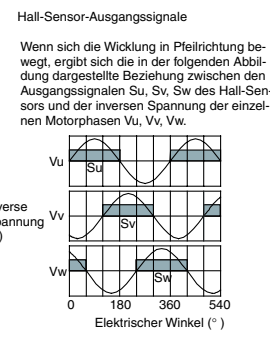 Hall-Sensor-Ausgangssignale
Wenn sich die Wicklung in Pfeilrichtung be-
wegt, ergibt sich die in der folgenden Abbil-
dung dargestellte Beziehung zwischen den
Ausgangssignalen Su, Sv, Sw des Hall-Sen-
sors und der inversen Spannung der einzel-
nen Motorphasen Vu, Vv, Vw.
Vu
Su
verse
pannung
)
Vv
Sv
Vw
Sw
0 180 360 540
Elektrischer Winkel (° )